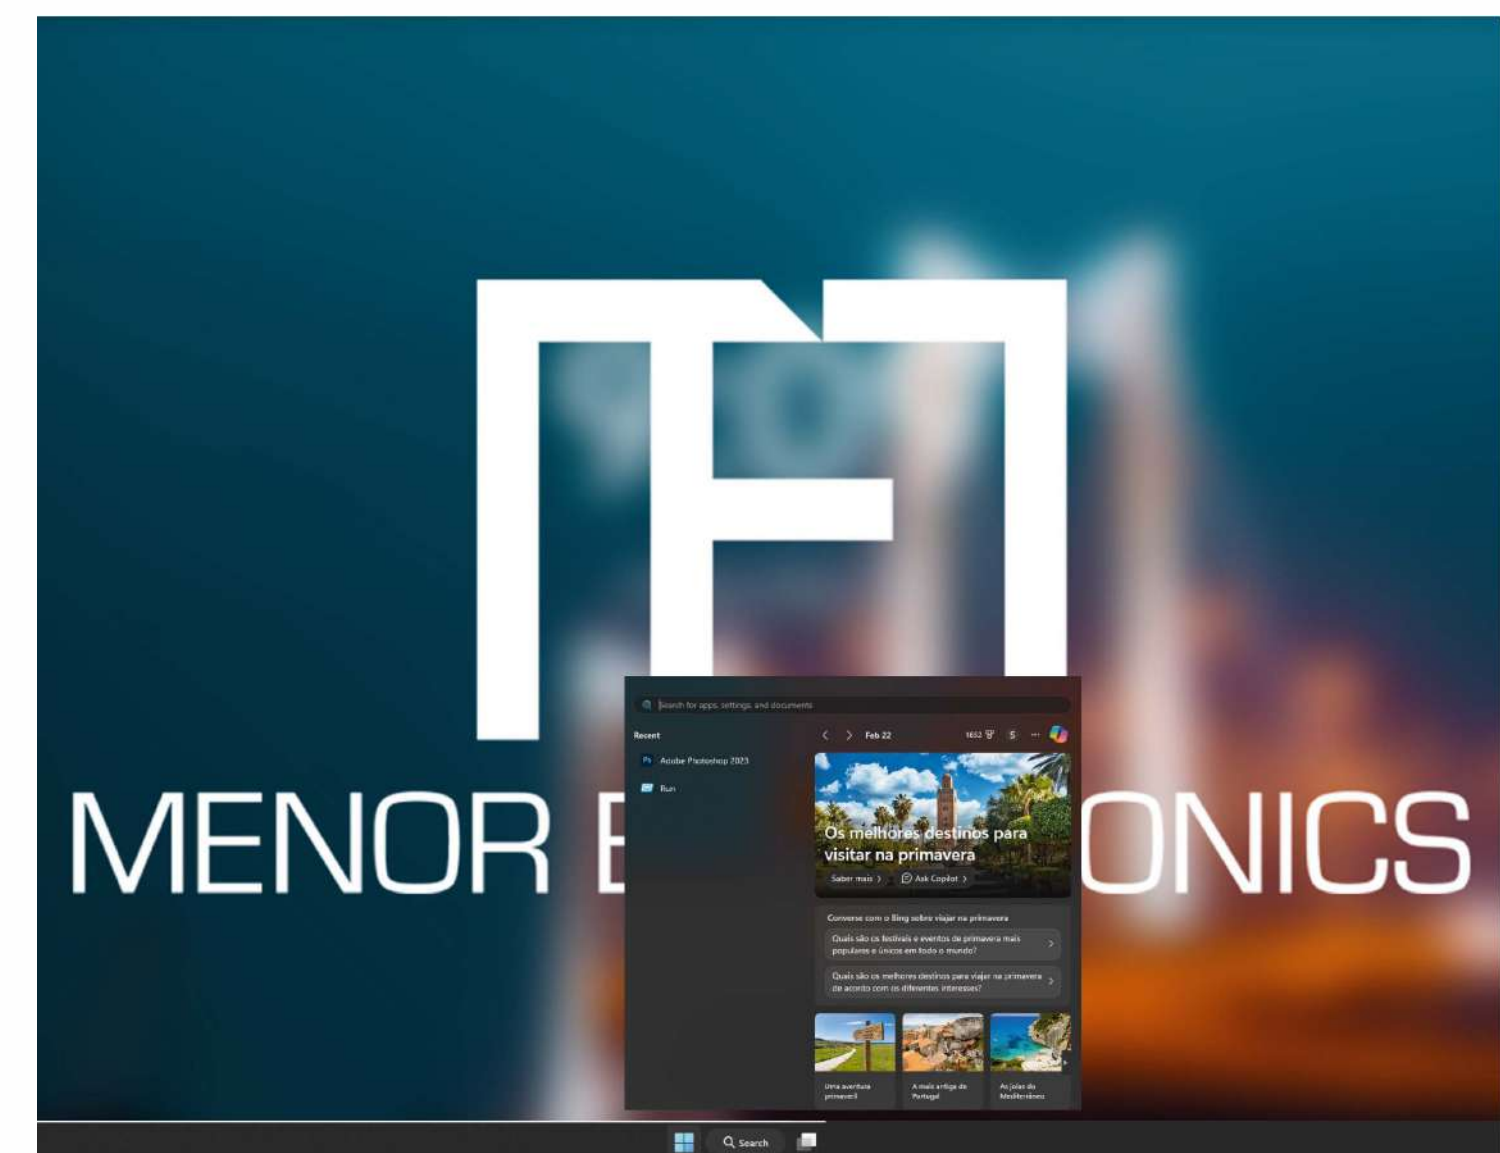 MENOR E
ONICS
Search for apps, settings, and documents
Recent
Feb 22
1652
S
Ps Adobe Photoshop 2023
Run
Os melhores destinos para
visitar na primavera
Saber mais
Ask Copilot
Converse com o Bing sobre viajar na primavera
Quais são os festivais e eventos de primavera mais
populares e únicos em todo o mundo?
Quais são os melhores destinos para viajar na primavera
de acordo com os diferentes interesses?
Uma aventura
primaveril
A mais antiga de
Portugal
As joias do
Mediterrâneo
Search